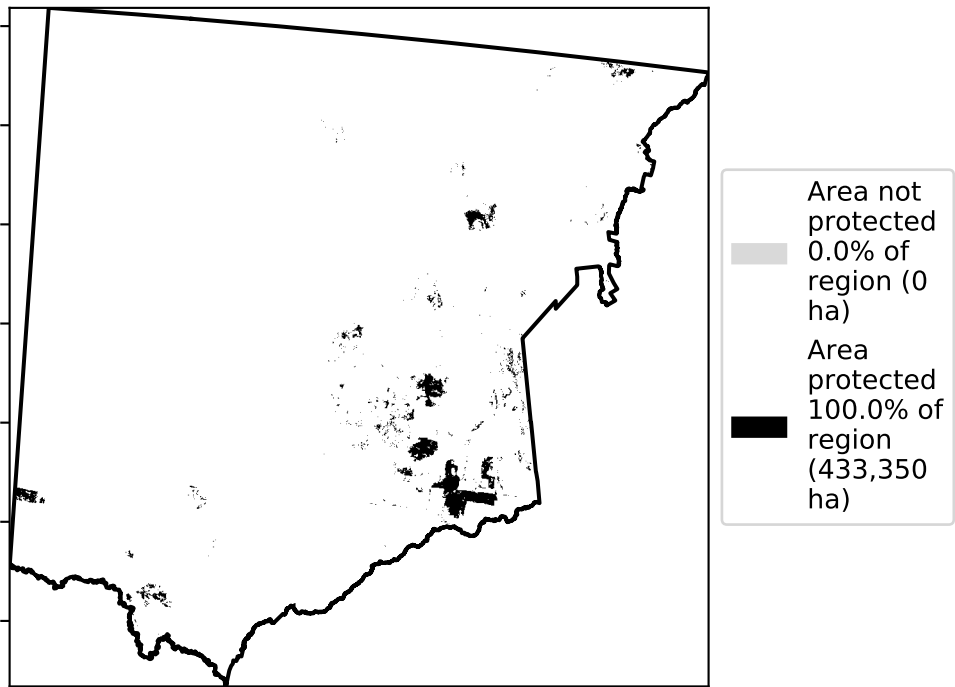 Area not
protected
0.0% of
region (0
ha)
Area
protected
100.0% of
region
(433,350
ha)